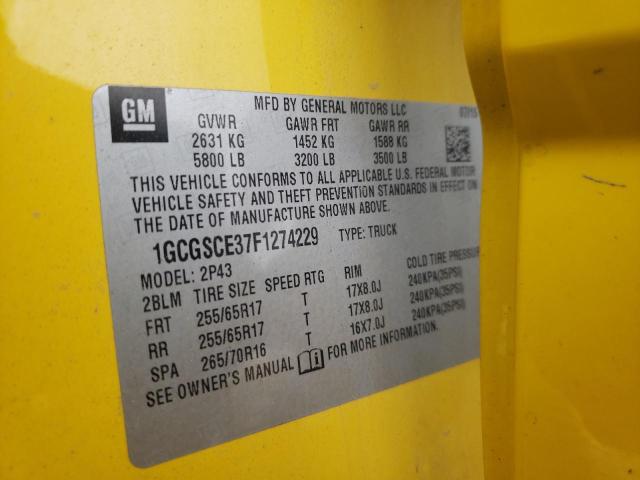 GM
MFD BY GENERAL MOTORS LLC 07/15
GVWR GAWR FRT GAWR RR
2631 KG 1452 KG 1588 KG
5800 LB 3200 LB 3500 LB
THIS VEHICLE CONFORMS TO ALL APPLICABLE U.S. FEDERAL MOTOR
VEHICLE SAFETY AND THEFT PREVENTION STANDARDS IN EFFECT ON
THE DATE OF MANUFACTURE SHOWN ABOVE.
1GCGSCE37F1274229 TYPE: TRUCK
MODEL: 2P43
2BLM TIRE SIZE SPEED RTG RIM COLD TIRE PRESSURE
FRT 255/65R17 T 17X8.0J 240KPA(35PSI)
RR 255/65R17 T 17X8.0J 240KPA(35PSI)
SPA 265/70R16 T 16X7.0J 240KPA(35PSI)
SEE OWNER'S MANUAL FOR MORE INFORMATION.